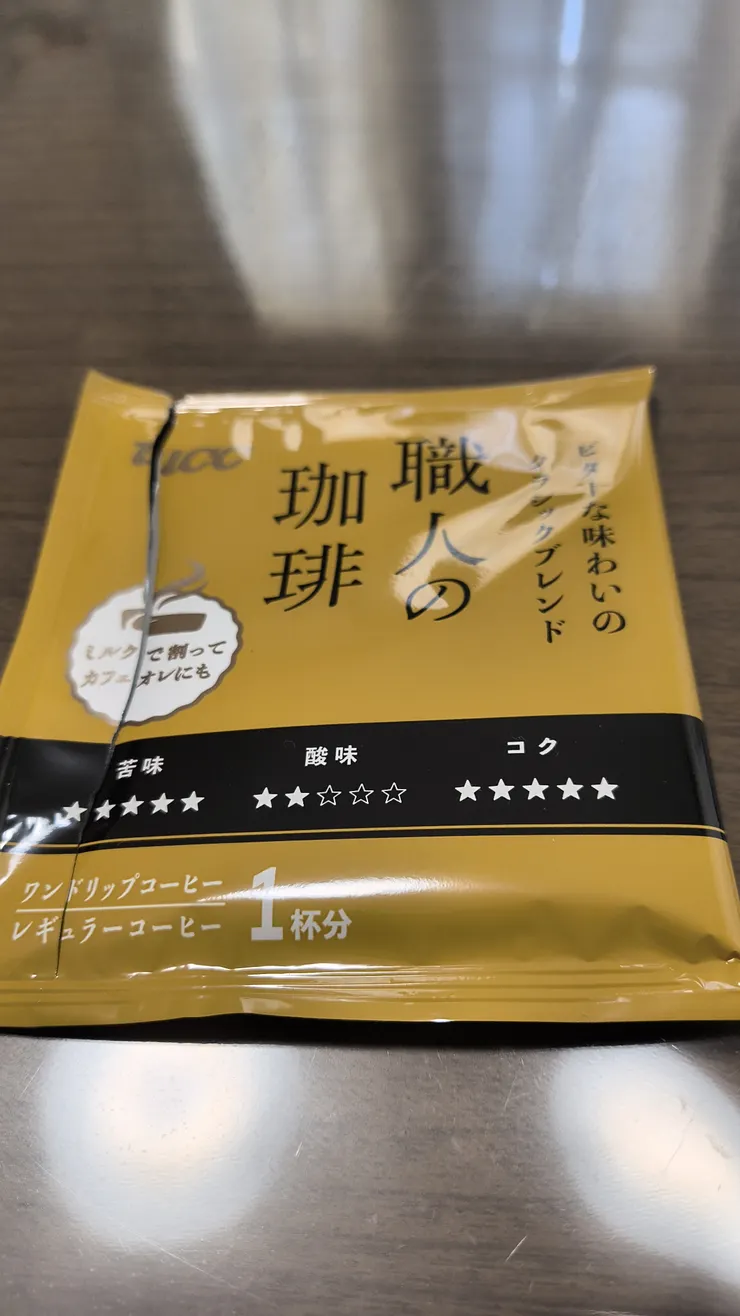 UCC
職人の
珈琲
ビターな味わいの
クラシックブレンド
ミルクで割って
カフェオレにも
苦味
★★★★★
酸味
★★☆☆☆
コク
★★★★★
ワンドリップコーヒー
レギュラーコーヒー
1杯分